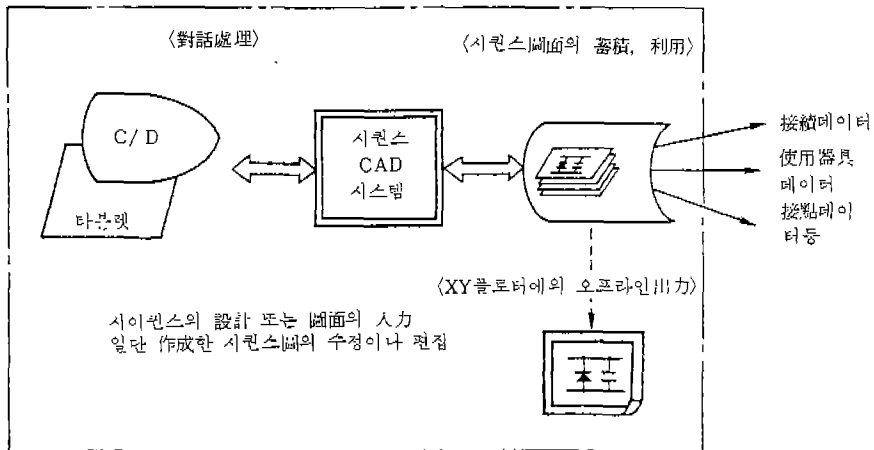 〈對話處理〉
〈시퀀스圖面의 蓄積, 利用〉
C/D
타블렛
시퀀스
CAD
시스템
接續데이터
使用器具
데이터
接點데이
터등
〈XY플로터에의 오프라인出力〉
사이퀸스의 設計 또는 圖面의 入力
일단 作成한 시퀀스圖의 수정이나 편집